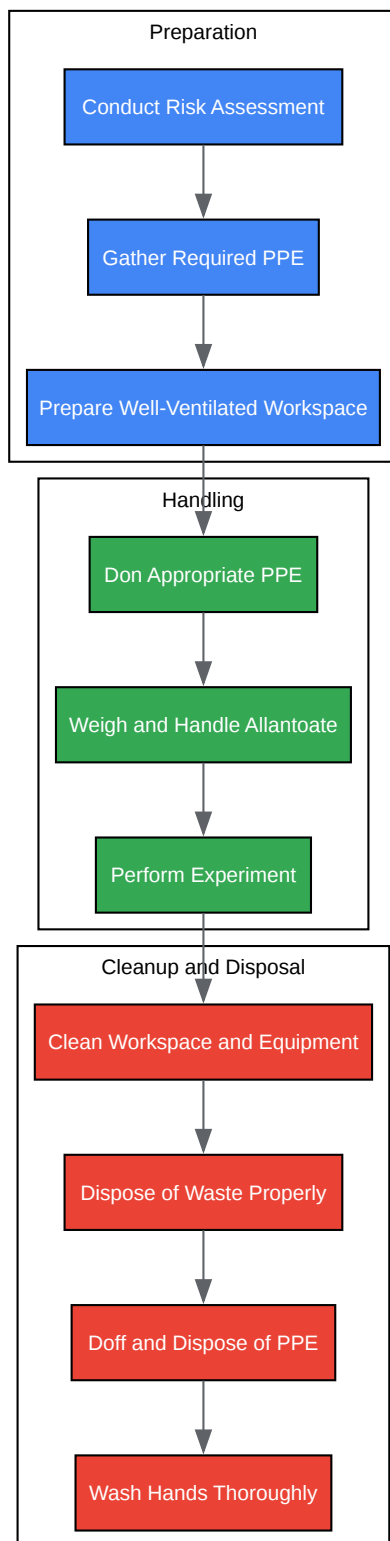 Preparation
Conduct Risk Assessment
Gather Required PPE
Prepare Well-Ventilated Workspace
Handling
Don Appropriate PPE
Weigh and Handle Allantoate
Perform Experiment
Cleanup and Disposal
Clean Workspace and Equipment
Dispose of Waste Properly
Doff and Dispose of PPE
Wash Hands Thoroughly